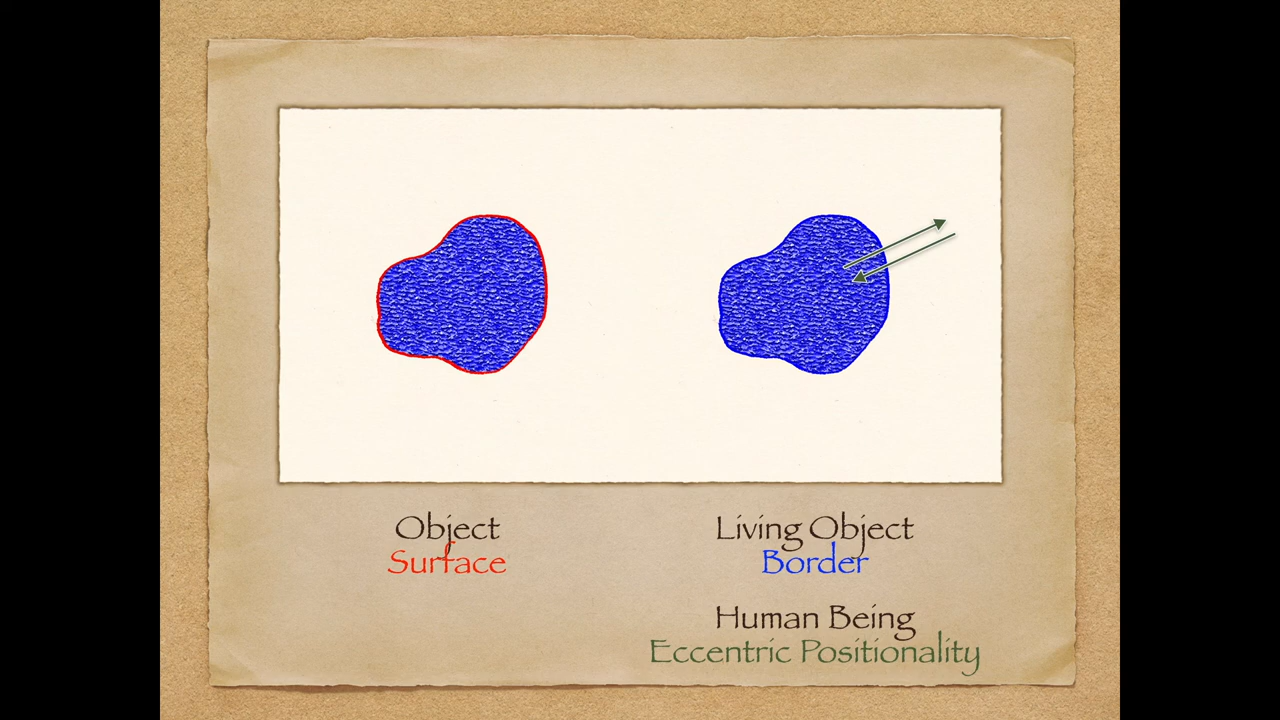 Object
Surface
Living Object
Border
Human Being
Eccentric Positionality